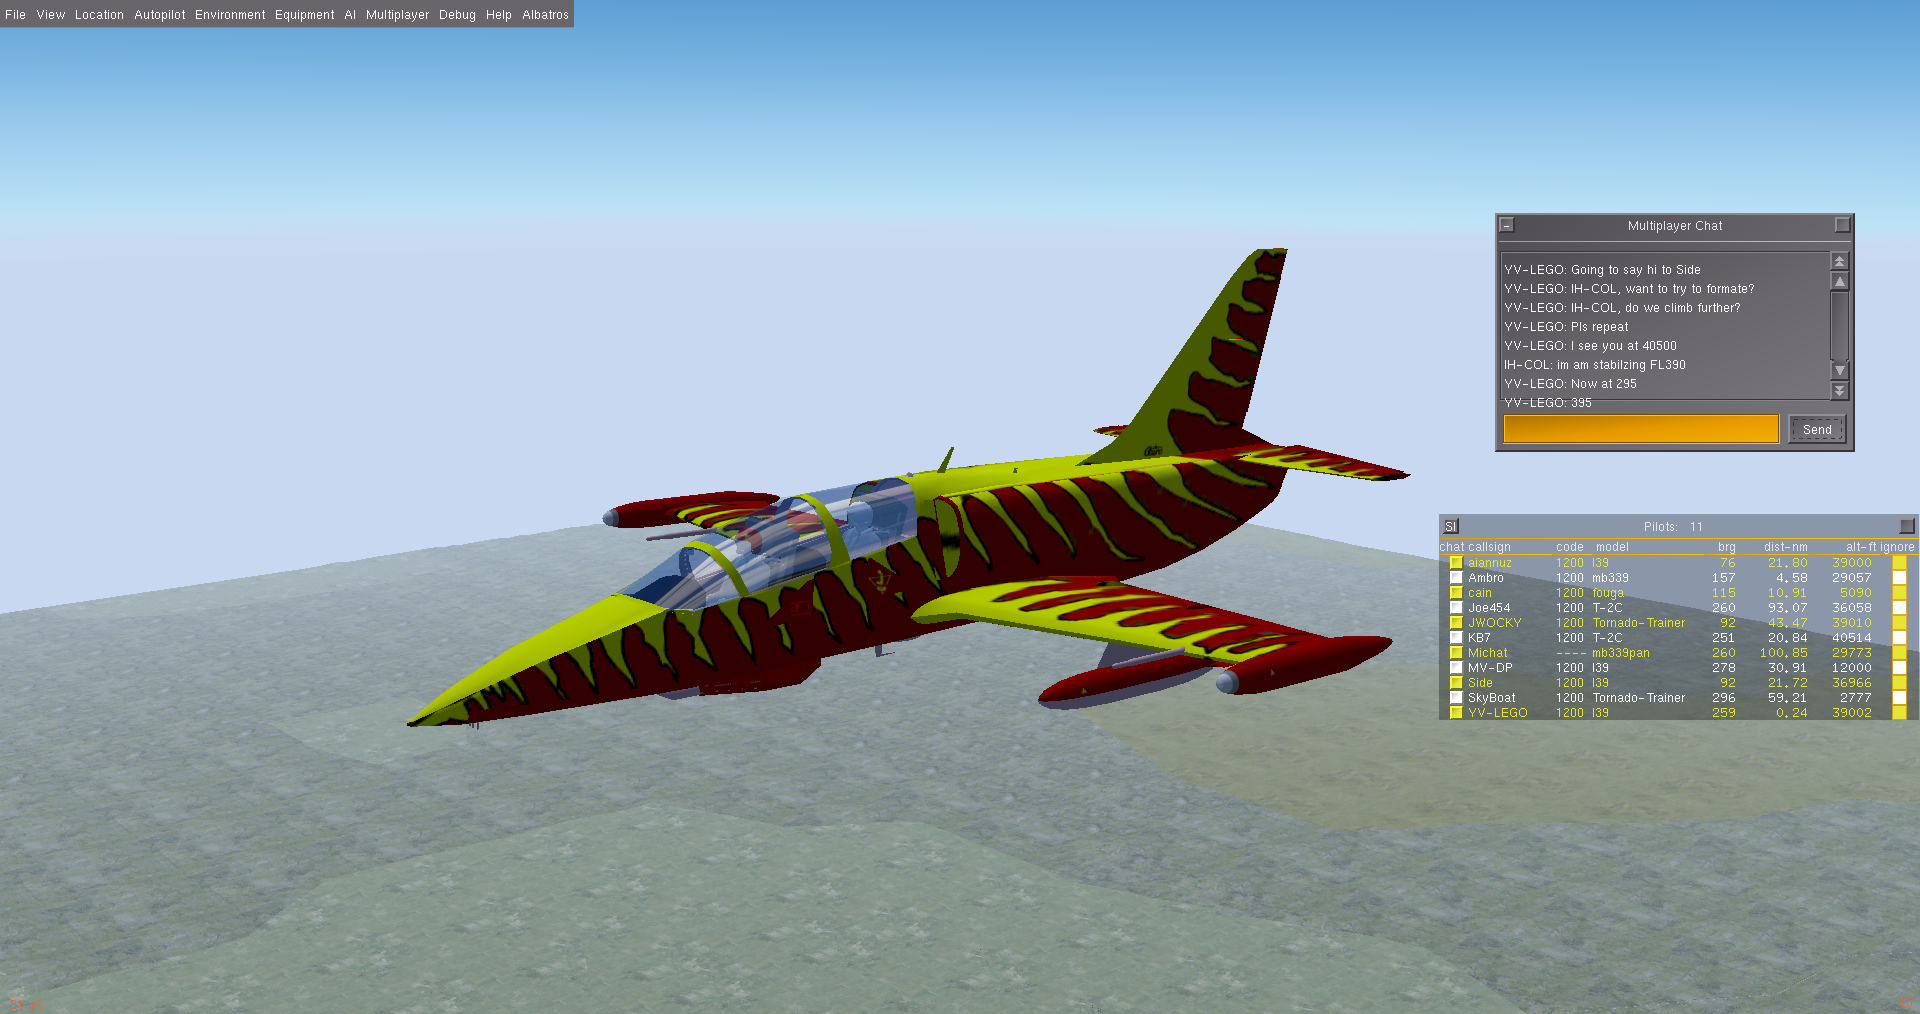 File View Location Autopilot Environment Equipment AI Multiplayer Debug Help Albatros
Multiplayer Chat
YV-LEGO: Going to say hi to Side
YV-LEGO: IH-COL, want to try to formate?
YV-LEGO: IH-COL, do we climb further?
YV-LEGO: Pls repeat
YV-LEGO: I see you at 40500
IH-COL: im am stabilzing FL390
YV-LEGO: Now at 295
YV-LEGO: 395
Send
SI Pilots: 11
chat callsign code model brg dist-nm alt-ft ignore
aiannuz 1200 l39 76 21.80 39000
Ambro 1200 mb339 157 4.58 29057
cain 1200 fouga 115 10.91 5090
Joe454 1200 T-2C 260 93.07 36058
JWOCKY 1200 Tornado-Trainer 92 43.47 39010
KB7 1200 T-2C 251 20.84 40514
Michat ---- mb339pan 260 100.85 29773
MV-DP 1200 l39 278 30.91 12000
Side 1200 l39 92 21.72 36966
SkyBoat 1200 Tornado-Trainer 296 59.21 2777
YV-LEGO 1200 l39 259 0.24 39002